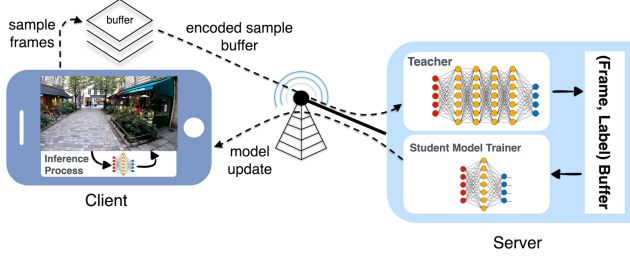 sample
frames
buffer
encoded sample
buffer
Inference
Process
Client
model
update
Teacher
Student Model Trainer
(Frame, Label) Buffer
Server